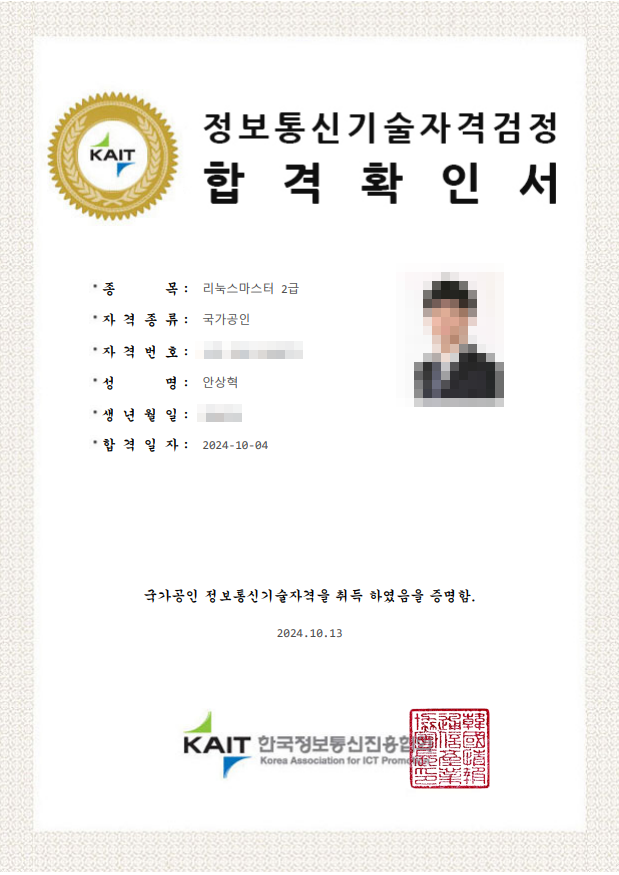 KAIT
정보통신기술자격검정
합 격 확 인 서
* 종 목 : 리눅스마스터 2급
* 자 격 종 류 : 국가공인
* 자 격 번 호 :
* 성 명 : 안상혁
* 생 년 월 일 :
* 합 격 일 자 : 2024-10-04
국가공인 정보통신기술자격을 취득 하였음을 증명함.
2024.10.13
KAIT 한국정보통신진흥협회
Korea Association for ICT